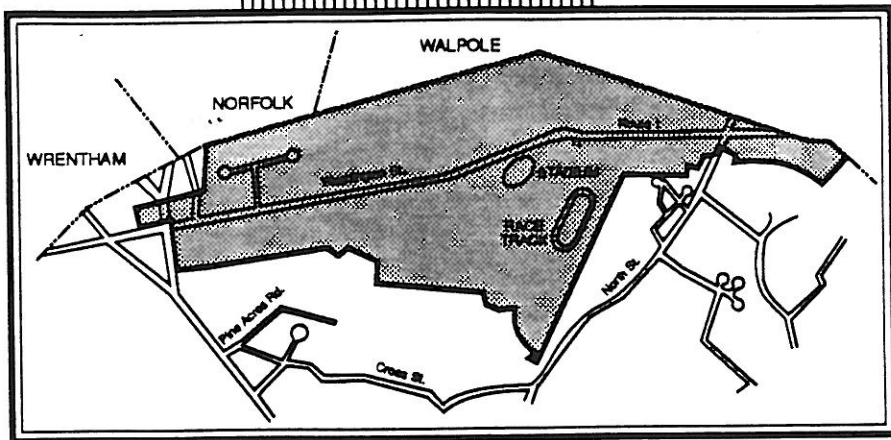 WALPOLE
NORFOLK
WRENTHAM
Route 1
STADIUM
RACE
TRACK
North St.
Pine Acres Rd.
Cross St.